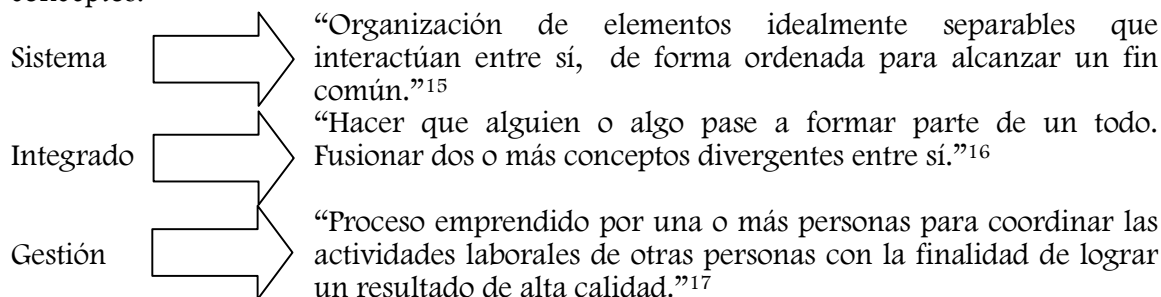 conceptos:
“Organización de elementos idealmente separables que
Sistema interactúan entre sí, de forma ordenada para alcanzar un fin
común.”15
“Hacer que alguien o algo pase a formar parte de un todo.
Integrado Fusionar dos o más conceptos divergentes entre sí.”16
“Proceso emprendido por una o más personas para coordinar las
Gestión actividades laborales de otras personas con la finalidad de lograr
un resultado de alta calidad.”17